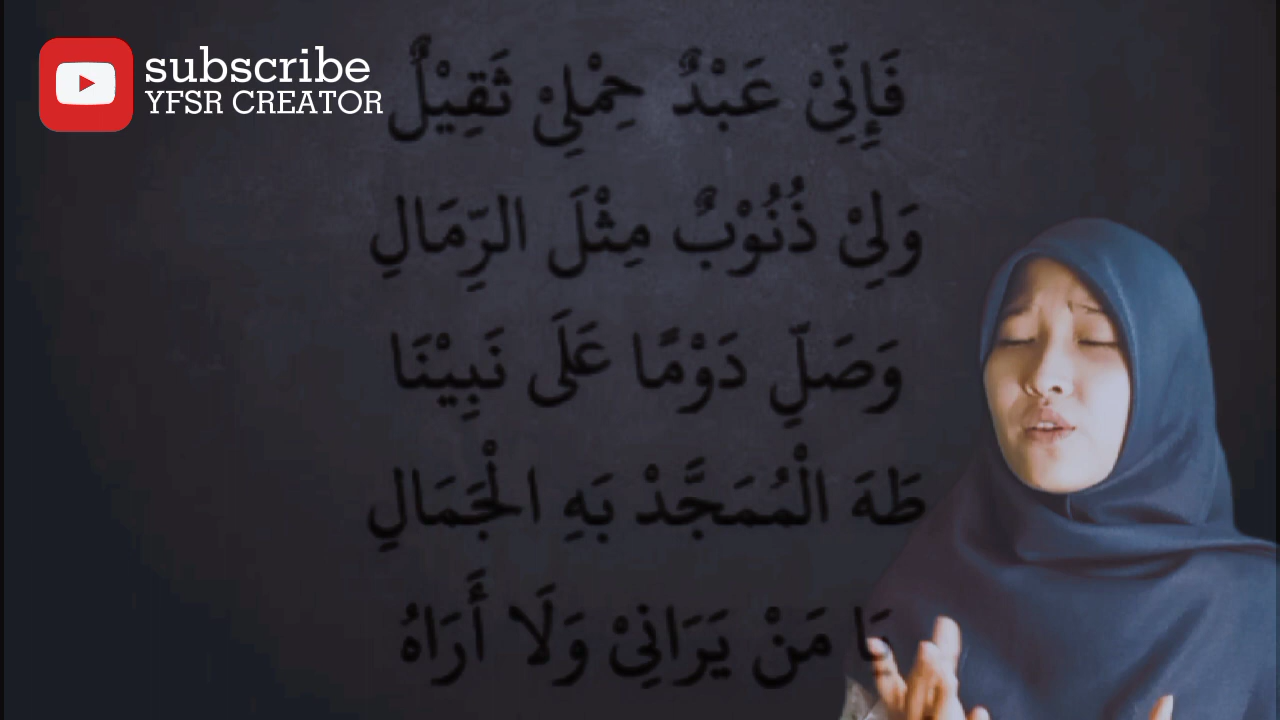 subscribe
YFSR CREATOR
فَإِنِّيْ عَبْدٌ حِمْلِيْ ثَقِيْلٌ
وَلِيْ ذُنُوْبٌ مِثْلَ الرِّمَالِ
وَصَلِّ دَوْمًا عَلَى نَبِيْنَا
طَهَ الْمُمَجَّدْ بَهِ الْجَمَالِ
يَا مَنْ يَرَانِيْ وَلَا أَرَاهُ